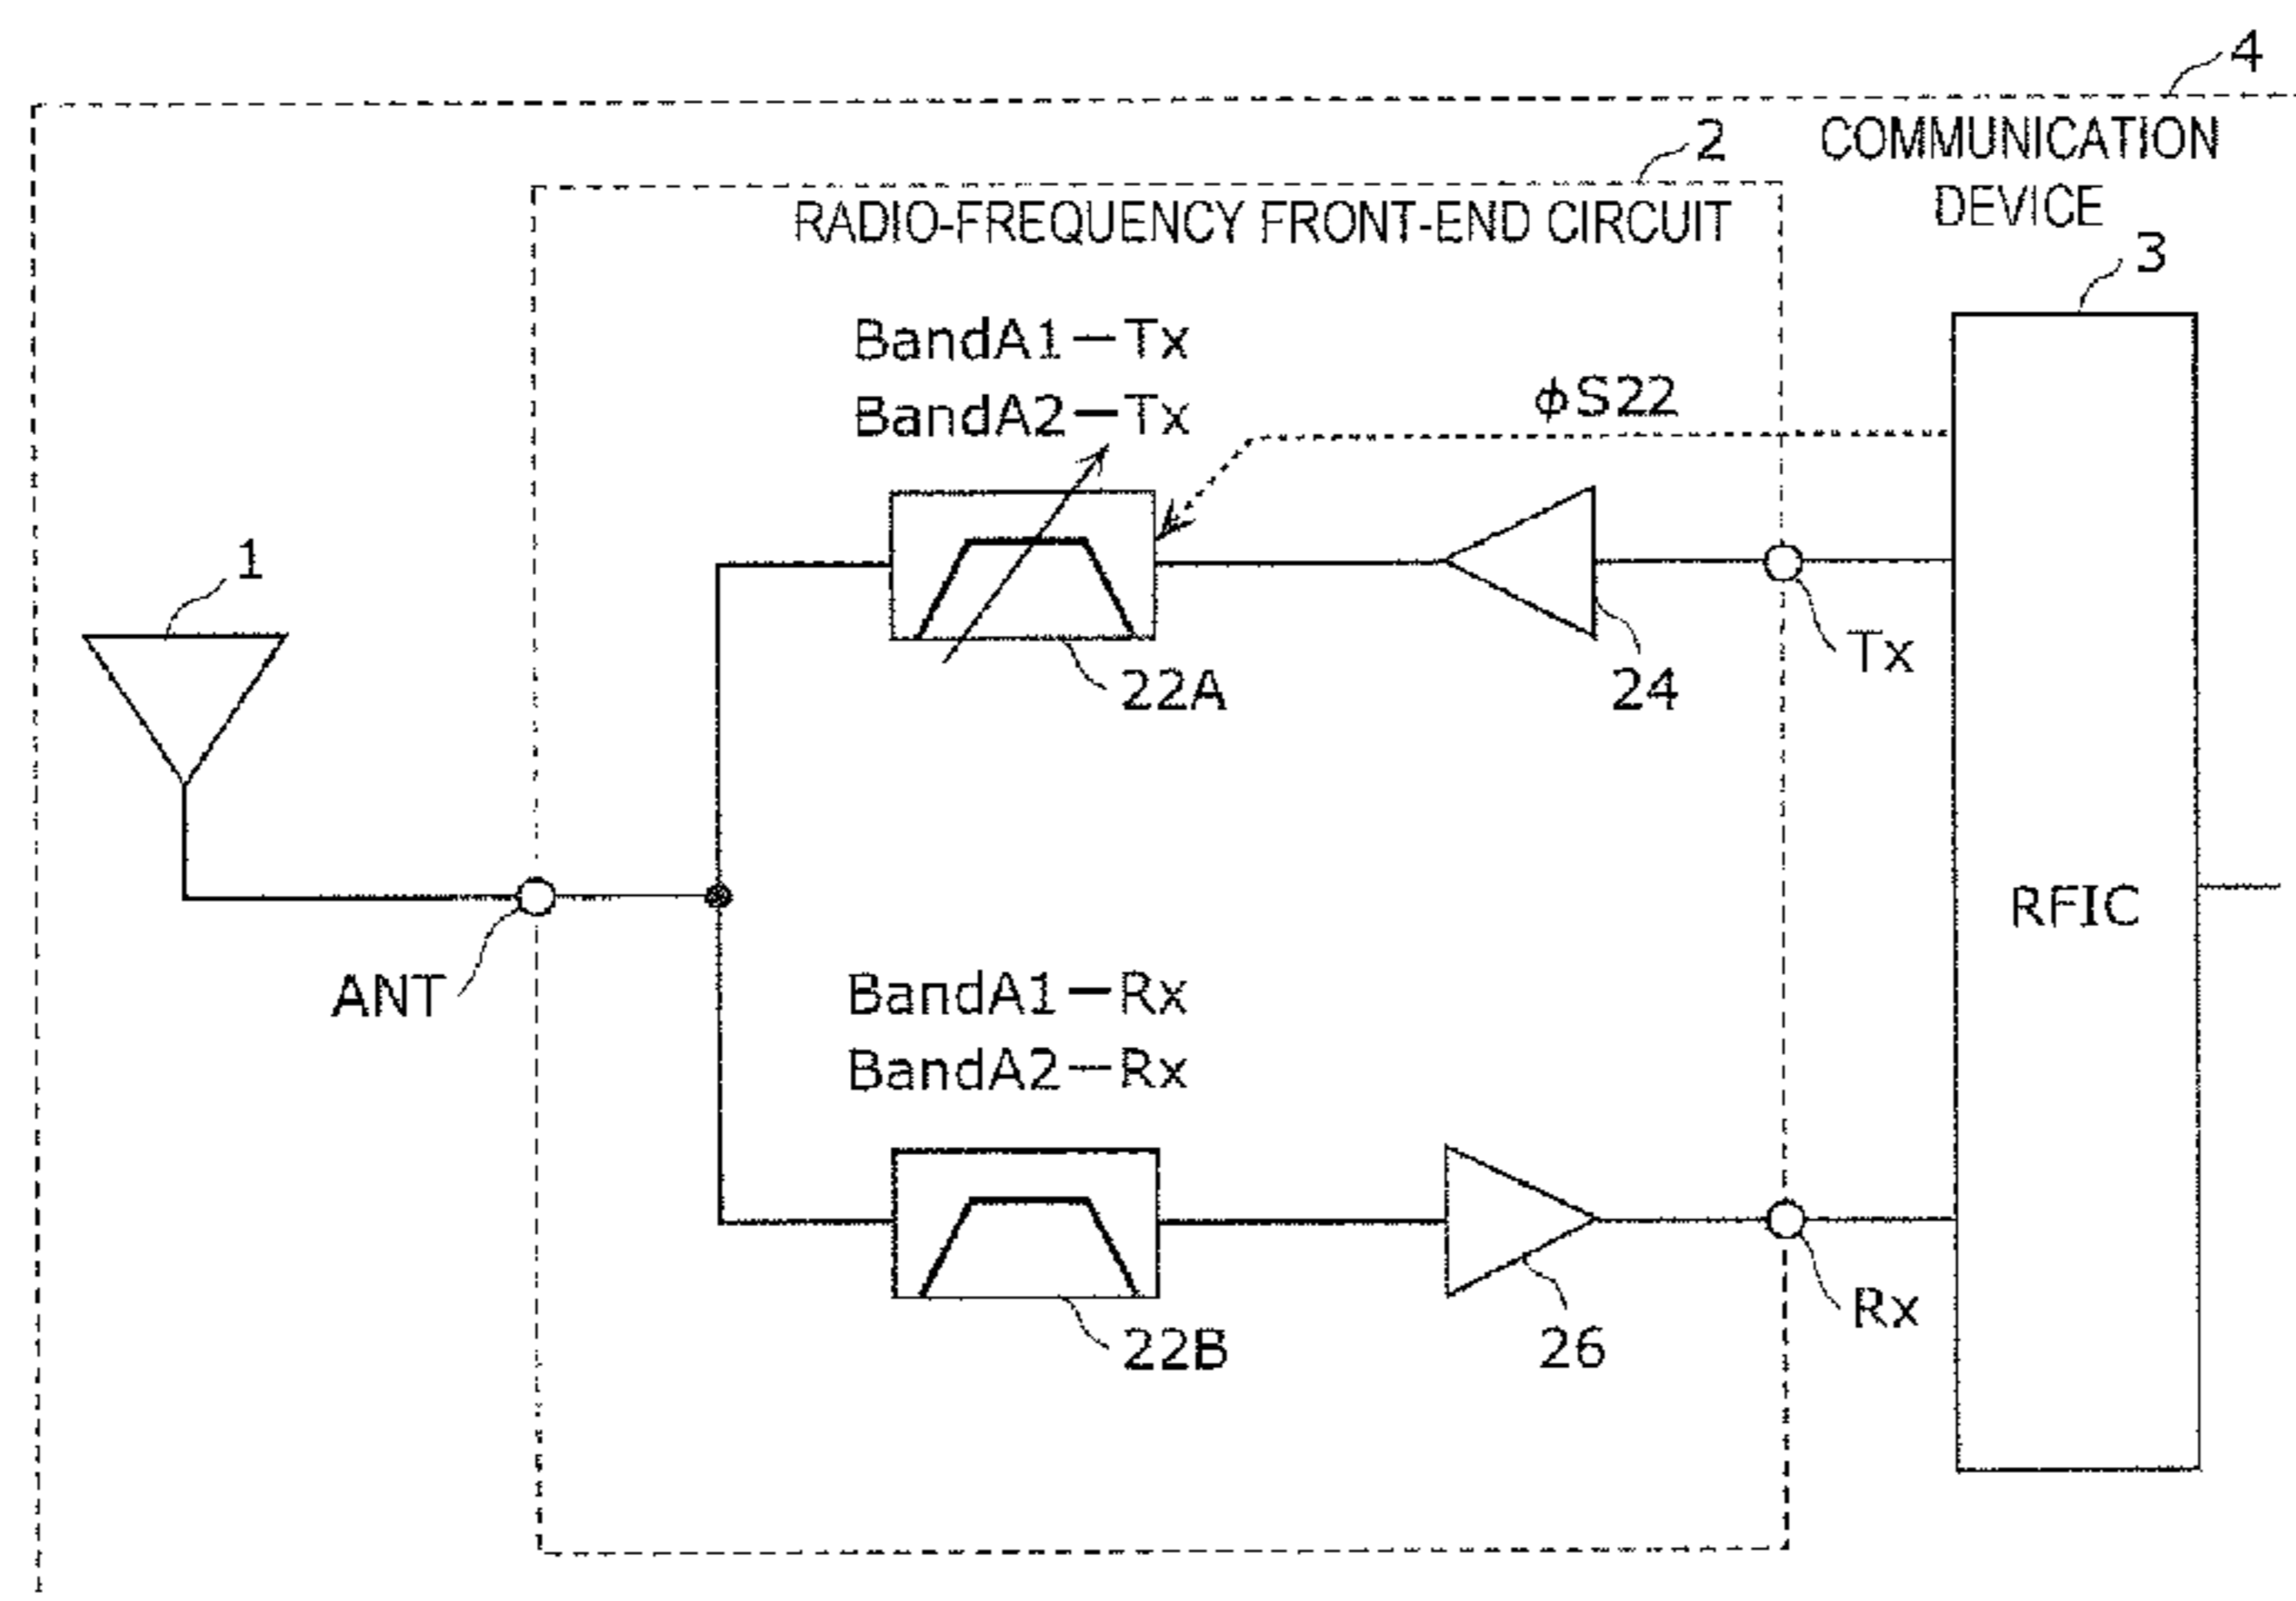 4
COMMUNICATION
DEVICE
2
RADIO-FREQUENCY FRONT-END CIRCUIT
3
BandA1-Tx
BandA2-Tx
ϕS22
1
22A
24
Tx
RFIC
ANT
BandA1-Rx
BandA2-Rx
22B
26
Rx